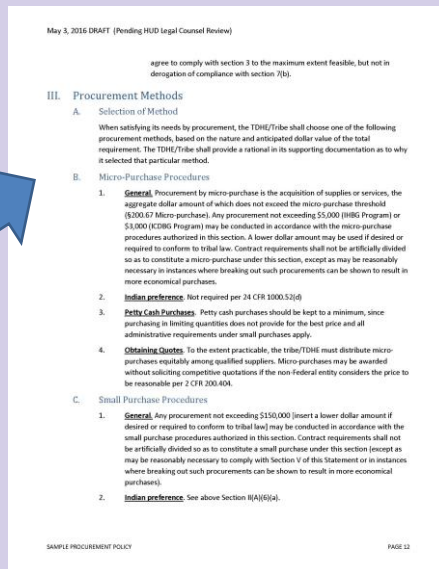 May 3, 2016 DRAFT (Pending HUD Legal Counsel Review)
agree to comply with section 3 to the maximum extent feasible, but not in
derogation of compliance with section 7(b).
III. Procurement Methods
A. Selection of Method
When satisfying its needs by procurement, the TDHE/Tribe shall choose one of the following
procurement methods, based on the nature and anticipated dollar value of the total
requirement. The TDHE/Tribe shall provide a rational in its supporting documentation as to why
it selected that particular method.
B. Micro-Purchase Procedures
1. General. Procurement by micro-purchase is the acquisition of supplies or services, the
aggregate dollar amount of which does not exceed the micro-purchase threshold
(§200.67 Micro-purchase). Any procurement not exceeding $5,000 (IHBG Program) or
$3,000 (ICDBG Program) may be conducted in accordance with the micro-purchase
procedures authorized in this section. A lower dollar amount may be used if desired or
required to conform to tribal law. Contract requirements shall not be artificially divided
so as to constitute a micro-purchase under this section, except as may be reasonably
necessary in instances where breaking out such procurements can be shown to result in
more economical purchases.
2. Indian preference. Not required per 24 CFR 1000.52(d)
3. Petty Cash Purchases. Petty cash purchases should be kept to a minimum, since
purchasing in limiting quantities does not provide for the best price and all
administrative requirements under small purchases apply.
4. Obtaining Quotes. To the extent practicable, the tribe/TDHE must distribute micro-
purchases equitably among qualified suppliers. Micro-purchases may be awarded
without soliciting competitive quotations if the non-Federal entity considers the price to
be reasonable per 2 CFR 200.404.
C. Small Purchase Procedures
1. General. Any procurement not exceeding $150,000 [insert a lower dollar amount if
desired or required to conform to tribal law] may be conducted in accordance with the
small purchase procedures authorized in this section. Contract requirements shall not
be artificially divided so as to constitute a small purchase under this section (except as
may be reasonably necessary to comply with Section V of this Statement or in instances
where breaking out such procurements can be shown to result in more economical
purchases).
2. Indian preference. See above Section II(A)(6)(a).
SAMPLE PROCUREMENT POLICY PAGE 12